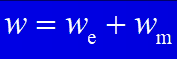 w = wₑ + wₘ